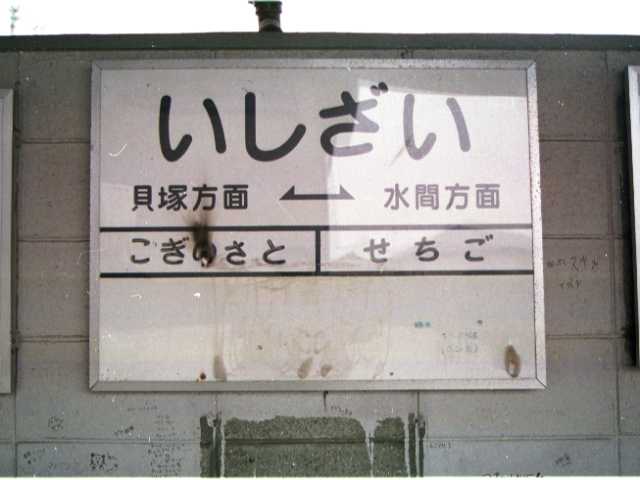 いしざい
貝塚方面 水間方面
こぎのさと せちご